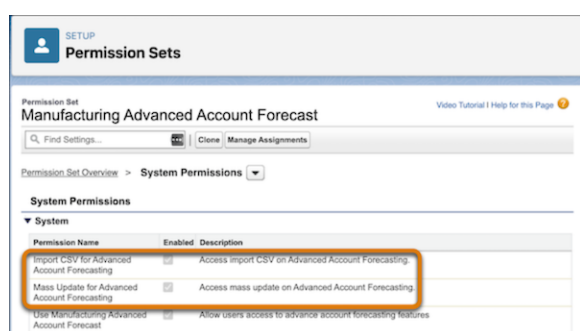 SETUP
Permission Sets
Permission Set
Manufacturing Advanced Account Forecast
Video Tutorial I Help for this Page
Find Settings...
Clone Manage Assignments
Permission Set Overview > System Permissions
System Permissions
System
Permission Name Enabled Description
Import CSV for Advanced Access import CSV on Advanced Account Forecasting.
Account Forecasting
Mass Update for Advanced Access mass update on Advanced Account Forecasting.
Account Forecasting
Use Manufacturing Advanced Allow users access to advance account forecasting features
Account Forecast